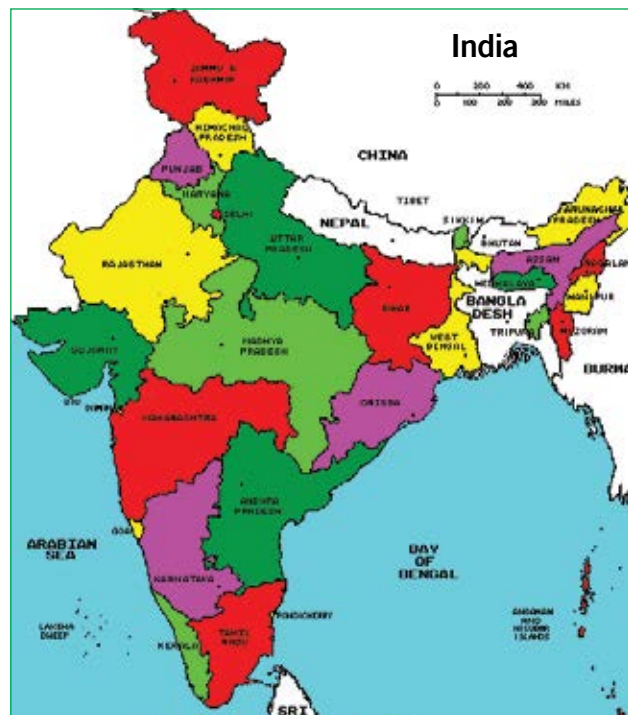 India
0 200 400 KM
0 100 200 300 MILES
JAMMU &
KASHMIR
HIMACHAL
PRADESH
PUNJAB
HARYANA
DELHI
CHINA
TIBET
NEPAL
SIKKIM
BHUTAN
ARUNACHAL
PRADESH
UTTAR
PRADESH
RAJASTHAN
ASSAM
NAGALAND
MEGHALAYA
MANIPUR
BIHAR
BANGLA
DESH
WEST
BENGAL
TRIPURA
MIZORAM
BURMA
GUJARAT
MADHYA
PRADESH
DIU
DAMAN
MAHARASHTRA
ORISSA
ANDHRA
PRADESH
GOA
ARABIAN
SEA
BAY
OF
BENGAL
KARNATAKA
LAKSHA
DWEEP
KERALA
TAMIL
NADU
PONDICHERRY
ANDAMAN
AND
NICOBAR
ISLANDS
SRI